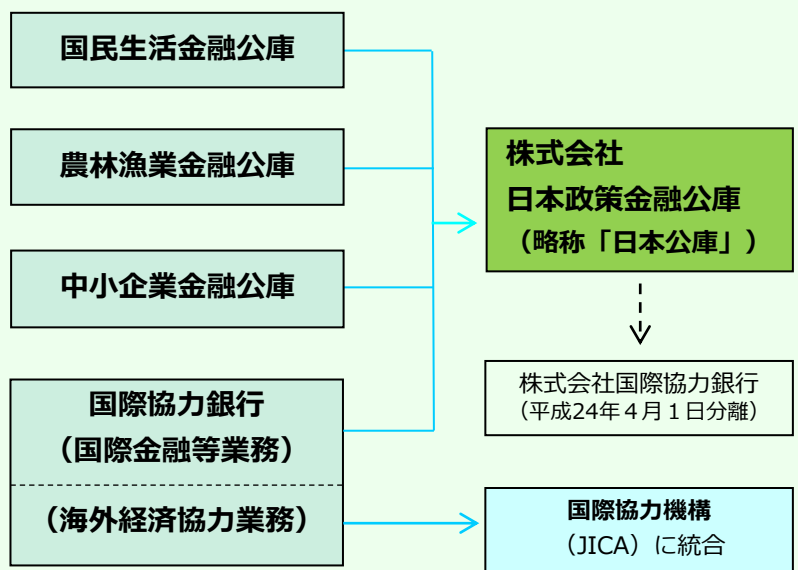 国民生活金融公庫
農林漁業金融公庫
中小企業金融公庫
国際協力銀行
（国際金融等業務）
（海外経済協力業務）
株式会社
日本政策金融公庫
（略称「日本公庫」）
株式会社国際協力銀行
（平成24年４月１日分離）
国際協力機構
（JICA）に統合